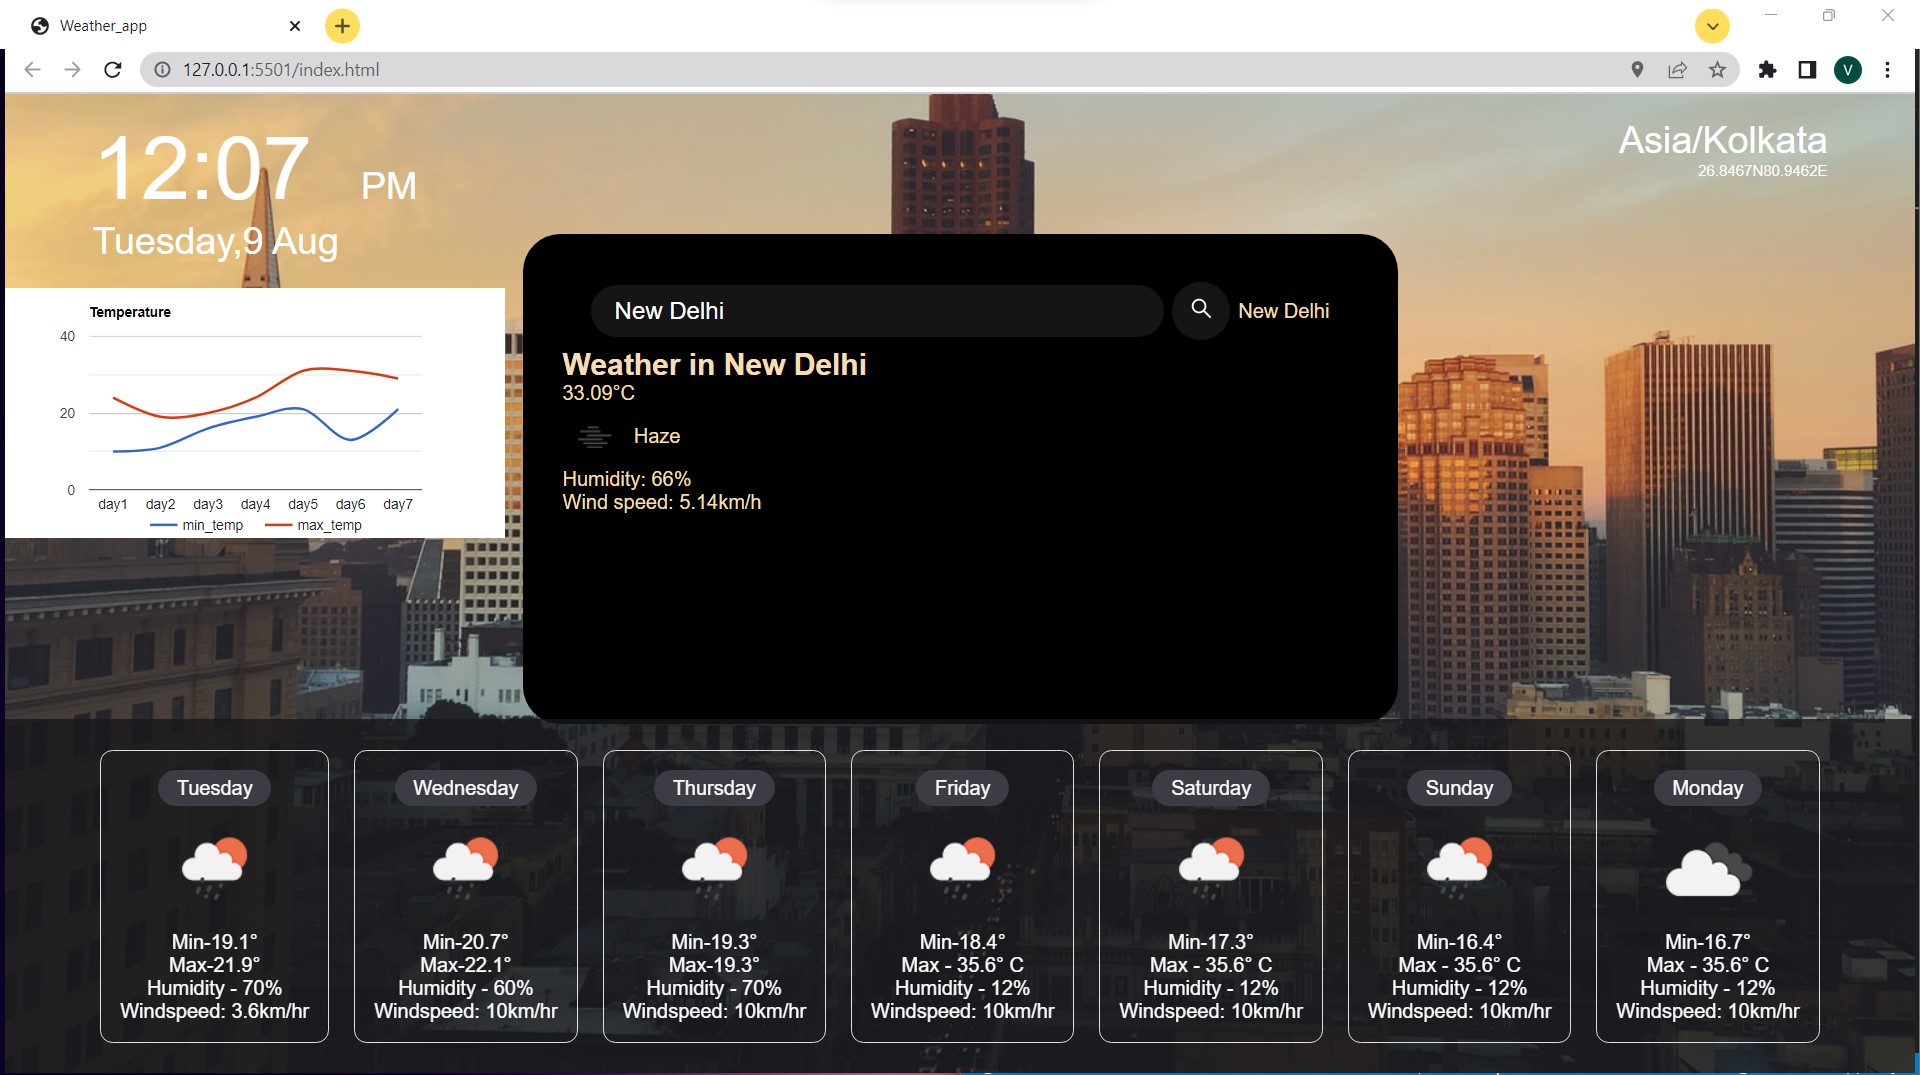 Weather_app
127.0.0.1:5501/index.html
V
12:07 PM
Tuesday,9 Aug
Asia/Kolkata
26.8467N80.9462E
Temperature
40
20
0
day1 day2 day3 day4 day5 day6 day7
min_temp max_temp
New Delhi
New Delhi
Weather in New Delhi
33.09°C
Haze
Humidity: 66%
Wind speed: 5.14km/h
Tuesday
Min-19.1°
Max-21.9°
Humidity - 70%
Windspeed: 3.6km/hr
Wednesday
Min-20.7°
Max-22.1°
Humidity - 60%
Windspeed: 10km/hr
Thursday
Min-19.3°
Max-19.3°
Humidity - 70%
Windspeed: 10km/hr
Friday
Min-18.4°
Max - 35.6° C
Humidity - 12%
Windspeed: 10km/hr
Saturday
Min-17.3°
Max - 35.6° C
Humidity - 12%
Windspeed: 10km/hr
Sunday
Min-16.4°
Max - 35.6° C
Humidity - 12%
Windspeed: 10km/hr
Monday
Min-16.7°
Max - 35.6° C
Humidity - 12%
Windspeed: 10km/hr